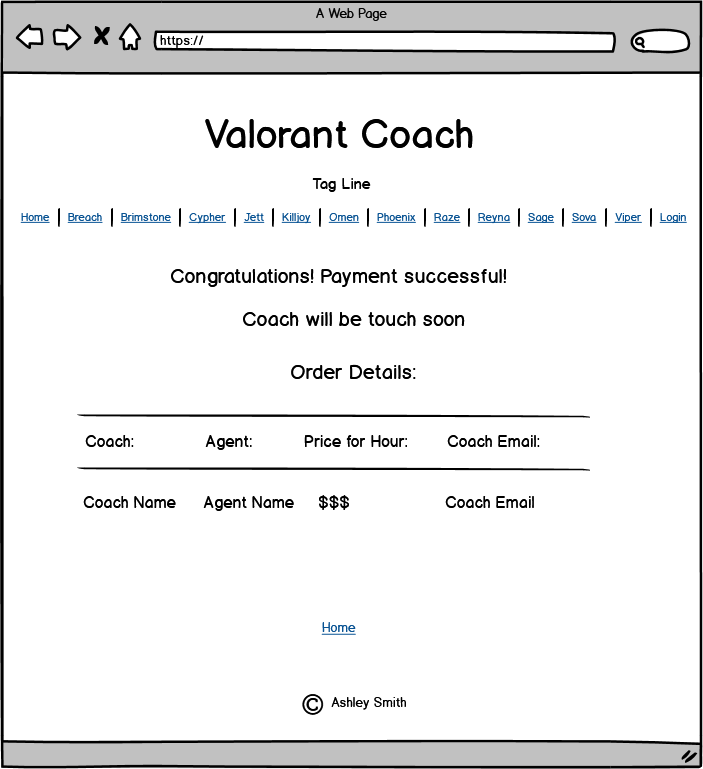 A Web Page
https://
Valorant Coach
Tag Line
Home | Breach | Brimstone | Cypher | Jett | Killjoy | Omen | Phoenix | Raze | Reyna | Sage | Sova | Viper | Login
Congratulations! Payment successful!
Coach will be touch soon
Order Details:
Coach: Agent: Price for Hour: Coach Email:
Coach Name Agent Name $$$ Coach Email
Home
© Ashley Smith